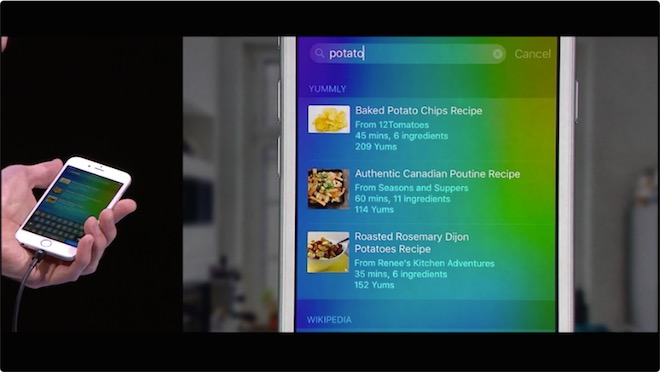 potato
Cancel
YUMMLY
Baked Potato Chips Recipe
From 12Tomatoes
45 mins, 6 ingredients
209 Yums
Authentic Canadian Poutine Recipe
From Seasons and Suppers
60 mins, 11 ingredients
114 Yums
Roasted Rosemary Dijon
Potatoes Recipe
From Renee's Kitchen Adventures
35 mins, 6 ingredients
152 Yums
WIKIPEDIA